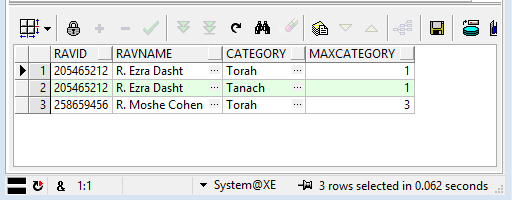 RAVID RAVNAME CATEGORY MAXCATEGORY
1 205465212 R. Ezra Dasht ... Torah ... 1
2 205465212 R. Ezra Dasht ... Tanach ... 1
3 258659456 R. Moshe Cohen ... Torah ... 3
& 1:1 System@XE 3 rows selected in 0.062 seconds